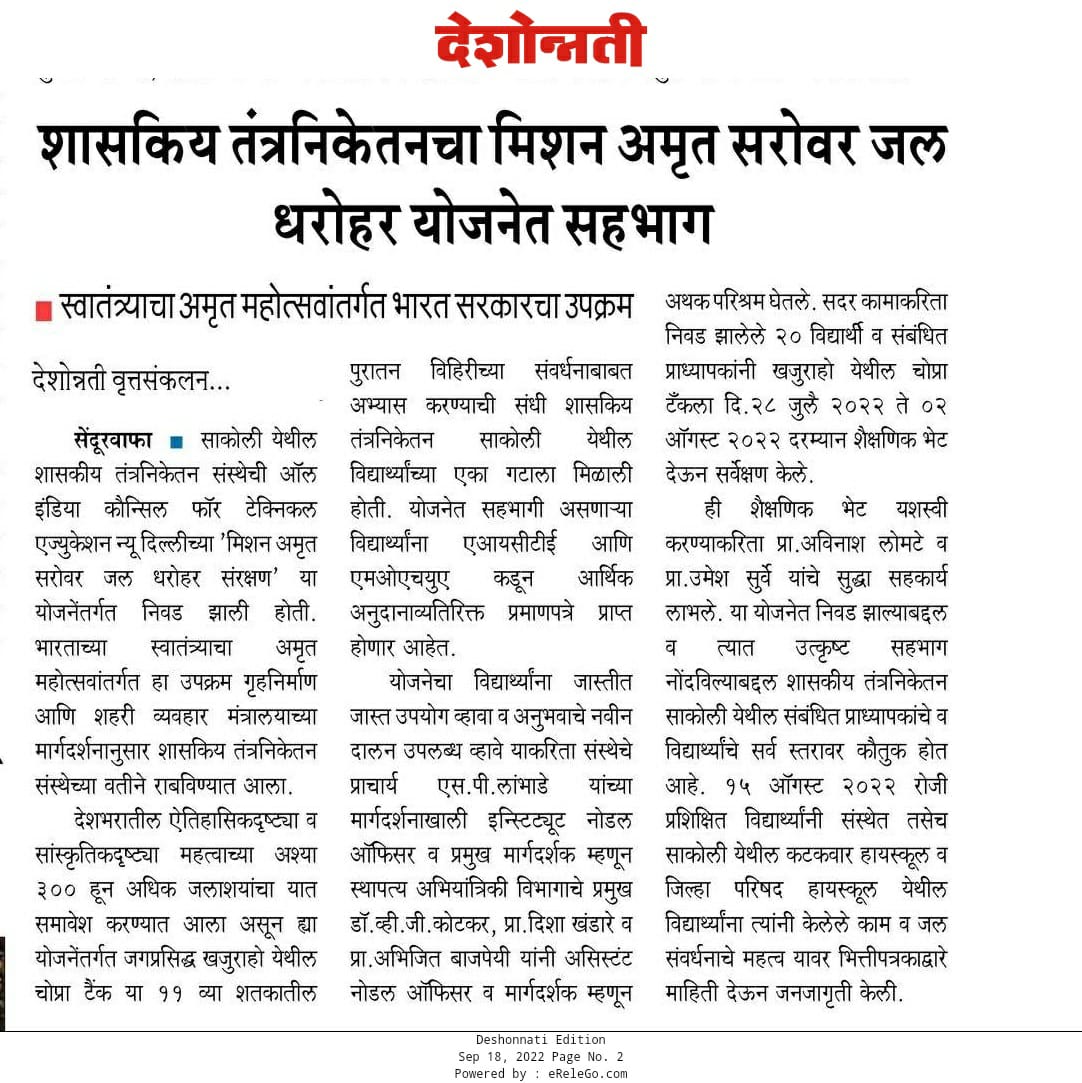 देशोन्नती
शासकिय तंत्रनिकेतनचा मिशन अमृत सरोवर जल
धरोहर योजनेत सहभाग
स्वातंत्र्याचा अमृत महोत्सवांतर्गत भारत सरकारचा उपक्रम
देशोन्नती वृत्तसंकलन...
सेंदूरवाफा ■ साकोली येथील
शासकीय तंत्रनिकेतन संस्थेची ऑल
इंडिया कौन्सिल फॉर टेक्निकल
एज्युकेशन न्यू दिल्लीच्या 'मिशन अमृत
सरोवर जल धरोहर संरक्षण' या
योजनेंतर्गत निवड झाली होती.
भारताच्या स्वातंत्र्याचा अमृत
महोत्सवांतर्गत हा उपक्रम गृहनिर्माण
आणि शहरी व्यवहार मंत्रालयाच्या
मार्गदर्शनानुसार शासकिय तंत्रनिकेतन
संस्थेच्या वतीने राबविण्यात आला.
देशभरातील ऐतिहासिकदृष्ट्या व
सांस्कृतिकदृष्ट्या महत्वाच्या अश्या
३०० हून अधिक जलाशयांचा यात
समावेश करण्यात आला असून ह्या
योजनेंतर्गत जगप्रसिद्ध खजुराहो येथील
चोप्रा टैंक या ११ व्या शतकातील
पुरातन विहिरीच्या संवर्धनाबाबत
अभ्यास करण्याची संधी शासकिय
तंत्रनिकेतन साकोली येथील
विद्यार्थ्यांच्या एका गटाला मिळाली
होती. योजनेत सहभागी असणाऱ्या
विद्यार्थ्यांना एआयसीटीई आणि
एमओएचयुए कडून आर्थिक
अनुदानाव्यतिरिक्त प्रमाणपत्रे प्राप्त
होणार आहेत.
योजनेचा विद्यार्थ्यांना जास्तीत
जास्त उपयोग व्हावा व अनुभवाचे नवीन
दालन उपलब्ध व्हावे याकरिता संस्थेचे
प्राचार्य एस.पी.लांभाडे यांच्या
मार्गदर्शनाखाली इन्स्टिट्यूट नोडल
ऑफिसर व प्रमुख मार्गदर्शक म्हणून
स्थापत्य अभियांत्रिकी विभागाचे प्रमुख
डॉ.व्ही.जी.कोटकर, प्रा.दिशा खंडारे व
प्रा.अभिजित बाजपेयी यांनी असिस्टंट
नोडल ऑफिसर व मार्गदर्शक म्हणून
अथक परिश्रम घेतले. सदर कामाकरिता
निवड झालेले २० विद्यार्थी व संबंधित
प्राध्यापकांनी खजुराहो येथील चोप्रा
टँकला दि.२८ जुलै २०२२ ते ०२
ऑगस्ट २०२२ दरम्यान शैक्षणिक भेट
देऊन सर्वेक्षण केले.
ही शैक्षणिक भेट यशस्वी
करण्याकरिता प्रा.अविनाश लोमटे व
प्रा.उमेश सुर्वे यांचे सुद्धा सहकार्य
लाभले. या योजनेत निवड झाल्याबद्दल
व त्यात उत्कृष्ट सहभाग
नोंदविल्याबद्दल शासकीय तंत्रनिकेतन
साकोली येथील संबंधित प्राध्यापकांचे व
विद्यार्थ्यांचे सर्व स्तरावर कौतुक होत
आहे. १५ ऑगस्ट २०२२ रोजी
प्रशिक्षित विद्यार्थ्यांनी संस्थेत तसेच
साकोली येथील कटकवार हायस्कूल व
जिल्हा परिषद हायस्कूल येथील
विद्यार्थ्यांना त्यांनी केलेले काम व जल
संवर्धनाचे महत्व यावर भित्तीपत्रकाद्वारे
माहिती देऊन जनजागृती केली.
Deshonnati Edition
Sep 18, 2022 Page No. 2
Powered by : eReleGo.com